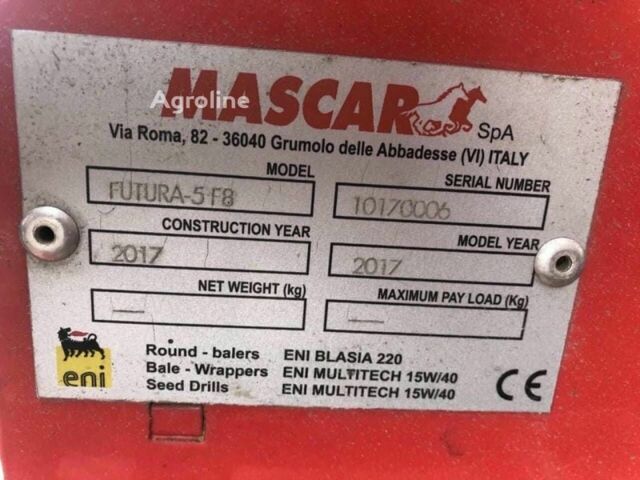 MASCAR SpA
Agroline
Via Roma, 82 - 36040 Grumolo delle Abbadesse (VI) ITALY
MODEL SERIAL NUMBER
FUTURA-5 F8 10170006
CONSTRUCTION YEAR MODEL YEAR
2017 2017
NET WEIGHT (kg) MAXIMUM PAY LOAD (Kg)
— —
Round - balers ENI BLASIA 220
Bale - Wrappers ENI MULTITECH 15W/40
Seed Drills ENI MULTITECH 15W/40
eni
CE